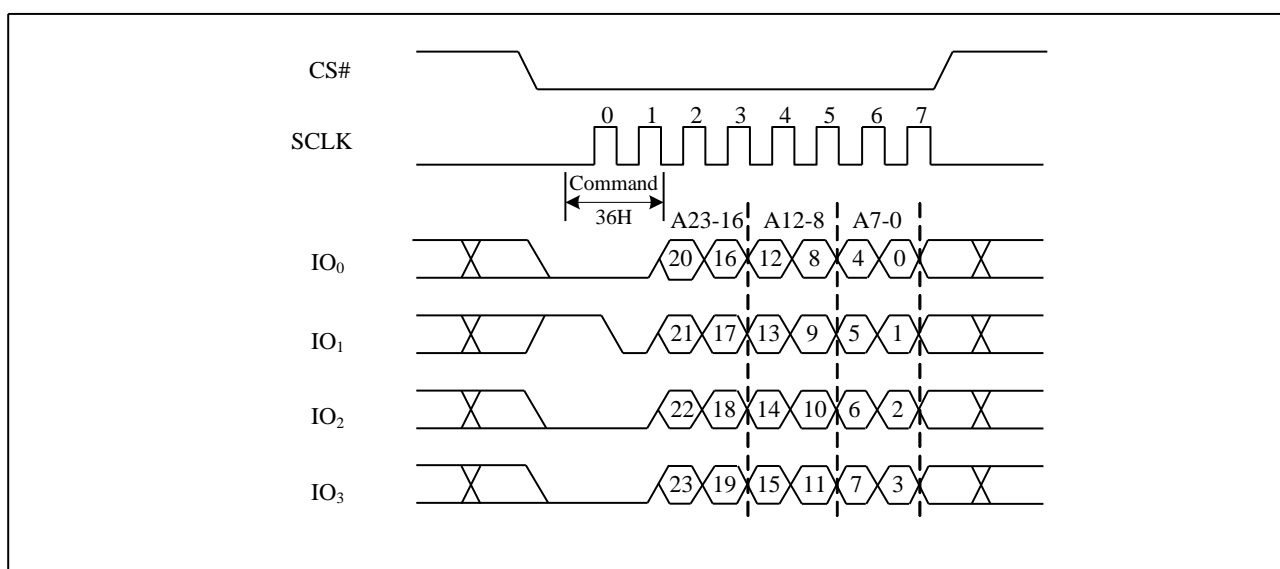 CS#
0 1 2 3 4 5 6 7
SCLK
Command
36H
A23-16 A12-8 A7-0
IO₀ 20 16 12 8 4 0
IO₁ 21 17 13 9 5 1
IO₂ 22 18 14 10 6 2
IO₃ 23 19 15 11 7 3